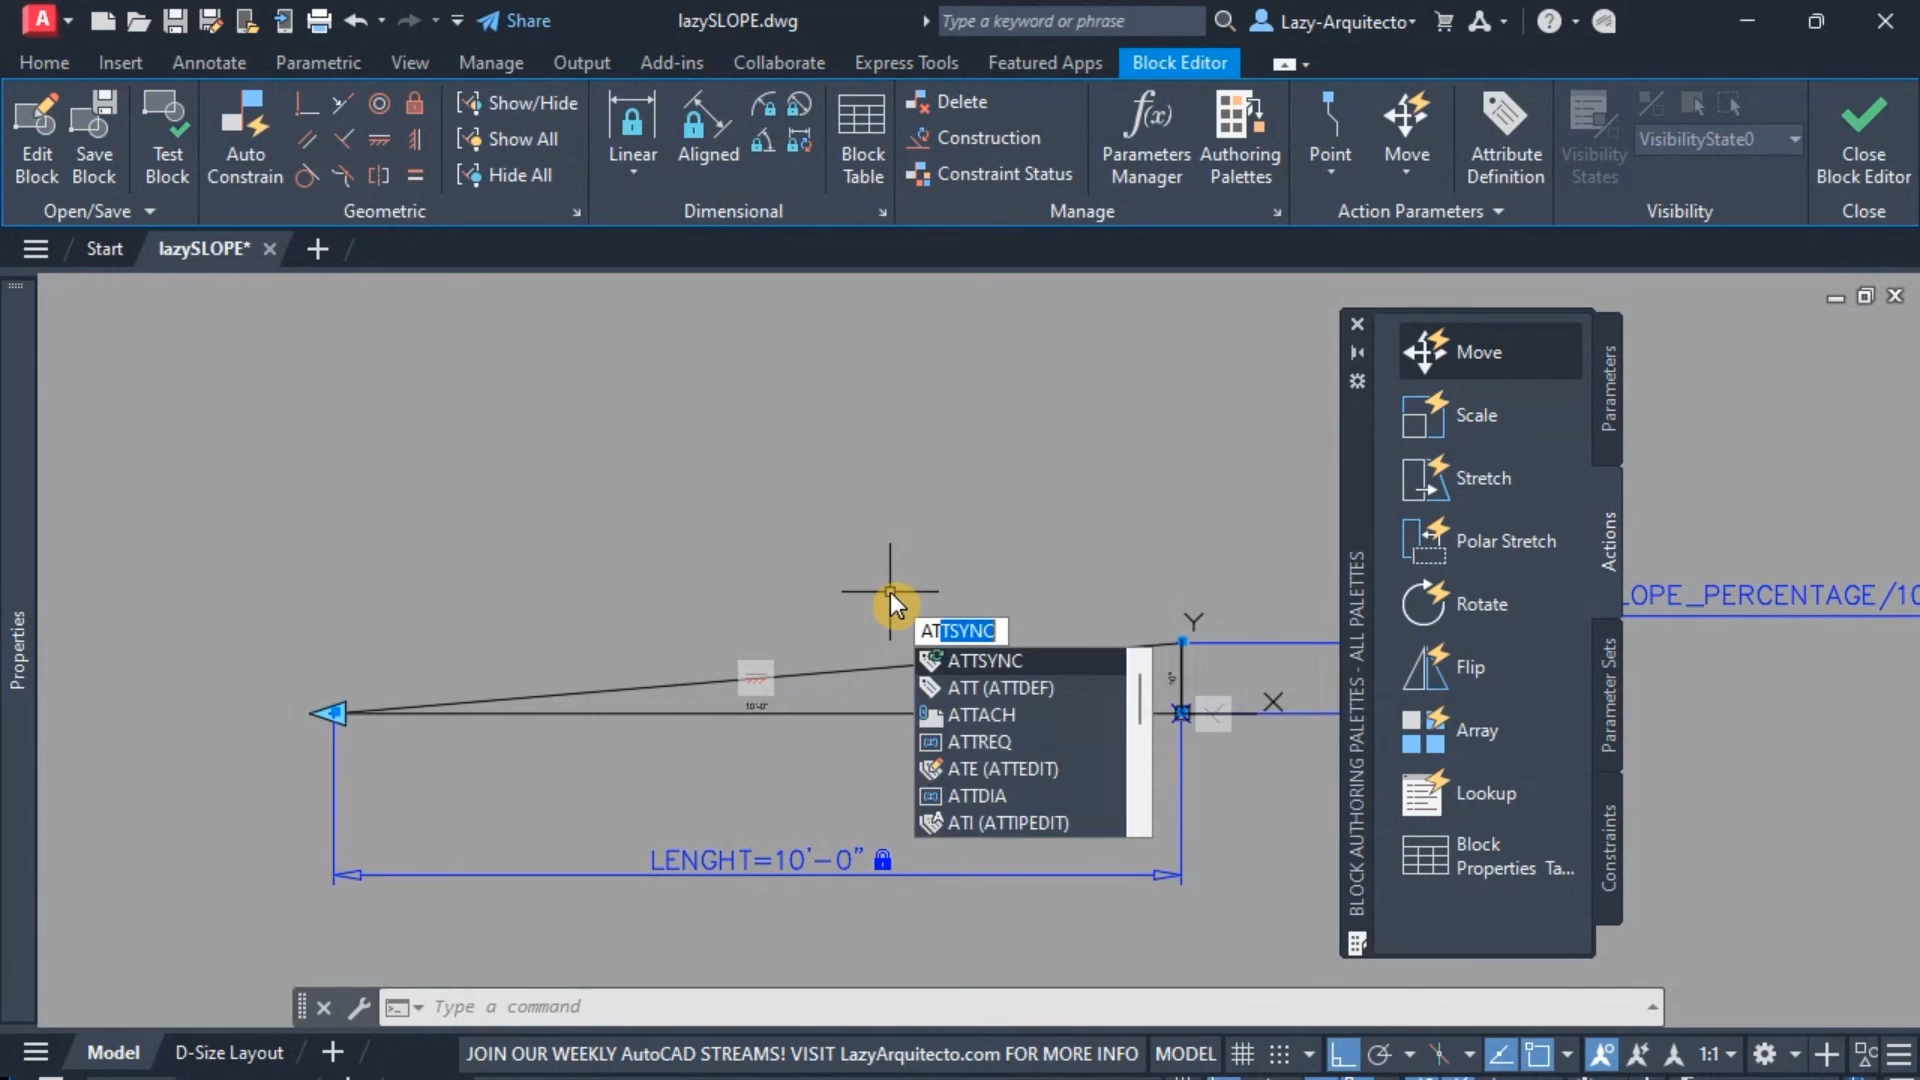 A
Share
lazySLOPE.dwg
Type a keyword or phrase
Lazy-Arquitecto
Home Insert Annotate Parametric View Manage Output Add-ins Collaborate Express Tools Featured Apps Block Editor
Edit Block
Save Block
Test Block
Auto Constrain
Show/Hide
Show All
Hide All
Linear
Aligned
Block Table
Delete
Construction
Constraint Status
f(x)
Parameters Manager
Authoring Palettes
Point
Move
Attribute Definition
Visibility States
VisibilityState0
Close Block Editor
Open/Save Geometric Dimensional Manage Action Parameters Visibility Close
Start lazySLOPE*
Properties
Y
X
10"
10'-0"
LENGHT=10'-0"
LOPE_PERCENTAGE/10
ATTSYNC
ATTSYNC
ATT (ATTDEF)
ATTACH
ATTREQ
ATE (ATTEDIT)
ATTDIA
ATI (ATTIPEDIT)
BLOCK AUTHORING PALETTES - ALL PALETTES
Move
Scale
Stretch
Polar Stretch
Rotate
Flip
Array
Lookup
Block
Properties Ta...
Parameters
Actions
Parameter Sets
Constraints
Type a command
Model D-Size Layout
JOIN OUR WEEKLY AutoCAD STREAMS! VISIT LazyArquitecto.com FOR MORE INFO
MODEL
1:1